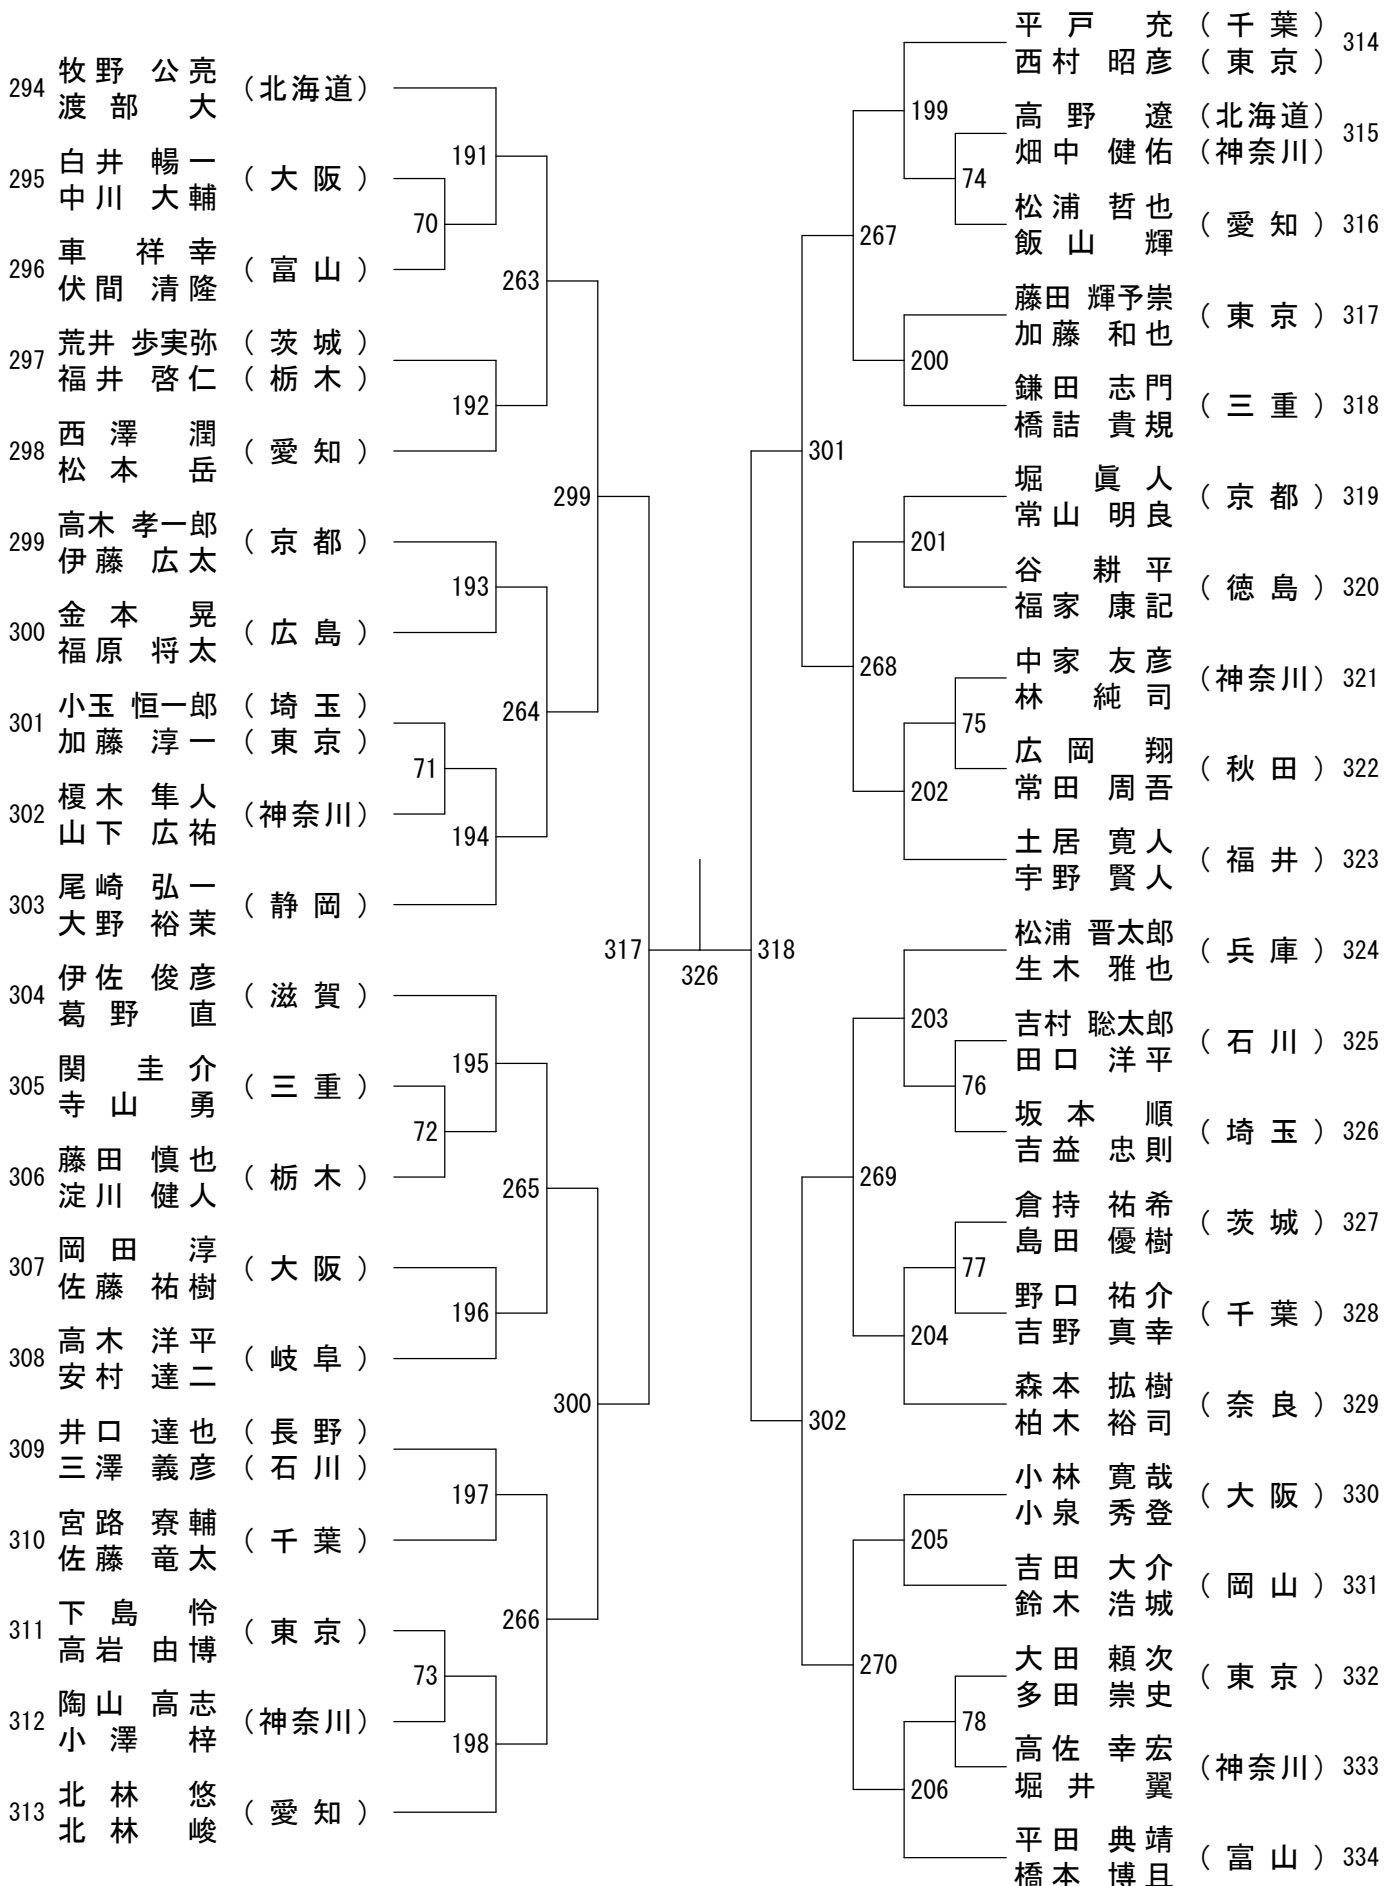 294 牧野 公亮 (北海道)
渡部 大
295 白井 暢一 (大阪)
中川 大輔
296 車 祥幸 (富山)
伏間 清隆
297 荒井 歩実弥 (茨城)
福井 啓仁 (栃木)
298 西澤 潤 (愛知)
松本 岳
299 高木 孝一郎 (京都)
伊藤 広太
300 金本 晃 (広島)
福原 将太
301 小玉 恒一郎 (埼玉)
加藤 淳一 (東京)
302 榎木 隼人 (神奈川)
山下 広祐
303 尾崎 弘一 (静岡)
大野 裕茉
304 伊佐 俊彦 (滋賀)
葛野 直
305 関 圭介 (三重)
寺山 勇
306 藤田 慎也 (栃木)
淀川 健人
307 岡田 淳 (大阪)
佐藤 祐樹
308 高木 洋平 (岐阜)
安村 達二
309 井口 達也 (長野)
三澤 義彦 (石川)
310 宮路 寮輔 (千葉)
佐藤 竜太
311 下島 怜 (東京)
高岩 由博
312 陶山 高志 (神奈川)
小澤 梓
313 北林 悠 (愛知)
北林 峻
70
71
72
73
191
192
193
194
195
196
197
198
263
264
265
266
299
300
317
326
318
301
302
267
268
269
270
199
200
201
202
203
204
205
206
74
75
76
77
78
平戸 充 (千葉) 314
西村 昭彦 (東京)
高野 遼 (北海道) 315
畑中 健佑 (神奈川)
松浦 哲也 (愛知) 316
飯山 輝
藤田 輝予崇 (東京) 317
加藤 和也
鎌田 志門 (三重) 318
橋詰 貴規
堀 眞人 (京都) 319
常山 明良
谷 耕平 (徳島) 320
福家 康記
中家 友彦 (神奈川) 321
林 純司
広岡 翔 (秋田) 322
常田 周吾
土居 寛人 (福井) 323
宇野 賢人
松浦 晋太郎 (兵庫) 324
生木 雅也
吉村 聡太郎 (石川) 325
田口 洋平
坂本 順 (埼玉) 326
吉益 忠則
倉持 祐希 (茨城) 327
島田 優樹
野口 祐介 (千葉) 328
吉野 真幸
森本 拡樹 (奈良) 329
柏木 裕司
小林 寛哉 (大阪) 330
小泉 秀登
吉田 大介 (岡山) 331
鈴木 浩城
大田 頼次 (東京) 332
多田 崇史
高佐 幸宏 (神奈川) 333
堀井 翼
平田 典靖 (富山) 334
橋本 博且